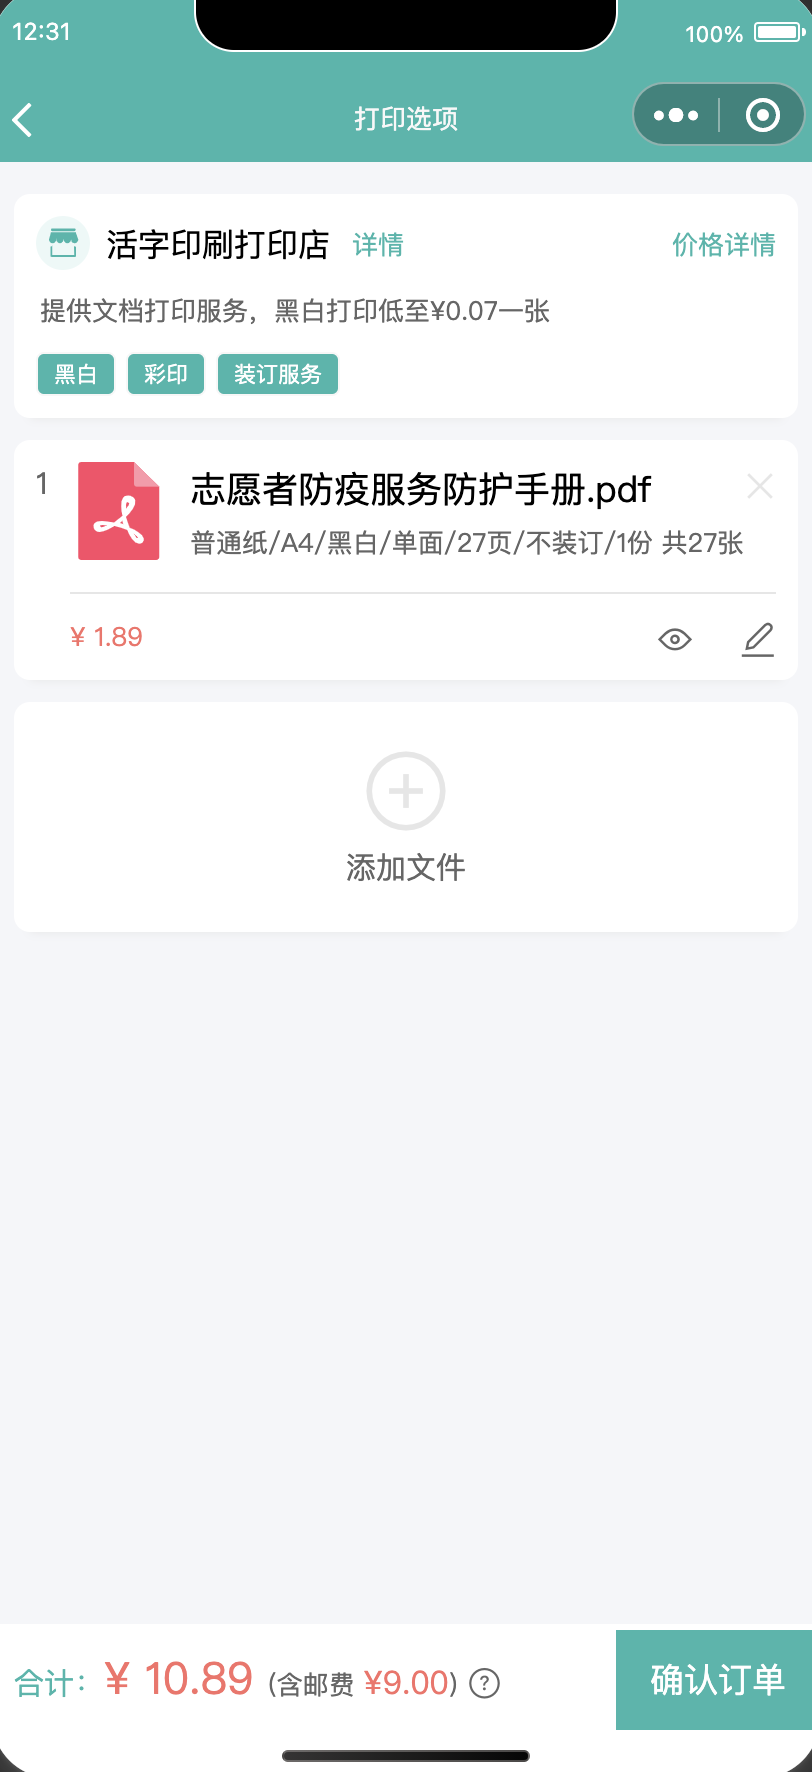 12:31
100%
打印选项
活字印刷打印店 详情 价格详情
提供文档打印服务，黑白打印低至¥0.07一张
黑白 彩印 装订服务
1 志愿者防疫服务防护手册.pdf
普通纸/A4/黑白/单面/27页/不装订/1份 共27张
¥ 1.89
添加文件
合计： ¥ 10.89 (含邮费 ¥9.00) ?
确认订单